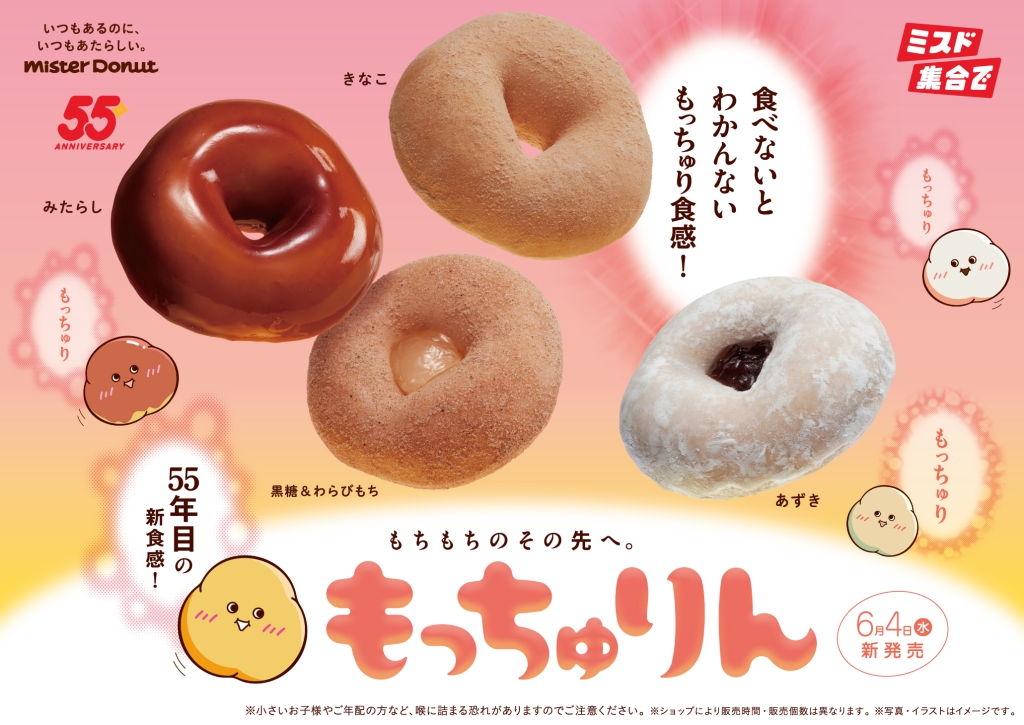 いつもあるのに、
いつもあたらしい。
mister Donut
55
ANNIVERSARY
きなこ
みたらし
食べないと
わかんない
もっちゅり食感！
ミスド
集合で
もっちゅり
もっちゅり
黒糖＆わらびもち
あずき
もっちゅり
55年目の
新食感！
もちもちのその先へ。
もっちゅりん
6月4日水
新発売
※小さいお子様やご年配の方など、喉に詰まる恐れがありますのでご注意ください。 ※ショップにより販売時間・販売個数は異なります。 ※写真・イラストはイメージです。